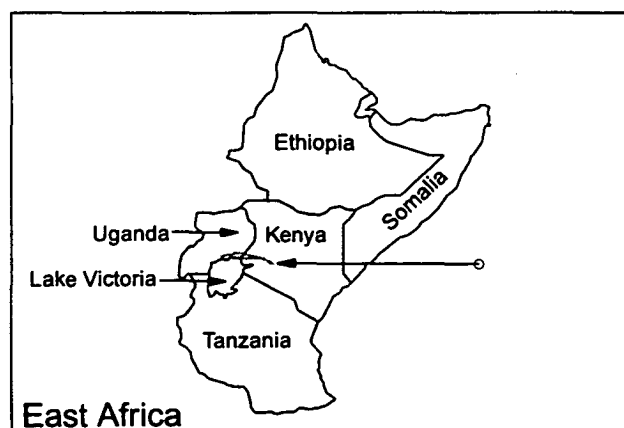 Ethiopia
Somalia
Uganda
Kenya
Lake Victoria
Tanzania
East Africa